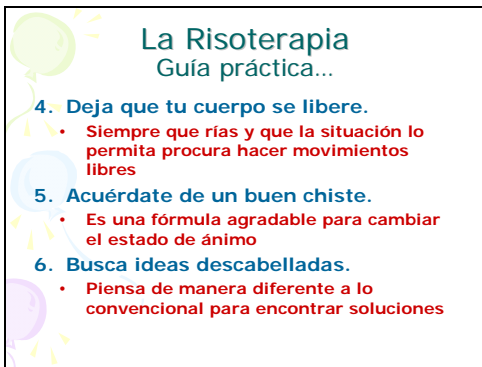 La Risoterapia
Guía práctica...
4. Deja que tu cuerpo se libere.
• Siempre que rías y que la situación lo
permita procura hacer movimientos
libres
5. Acuérdate de un buen chiste.
• Es una fórmula agradable para cambiar
el estado de ánimo
6. Busca ideas descabelladas.
• Piensa de manera diferente a lo
convencional para encontrar soluciones